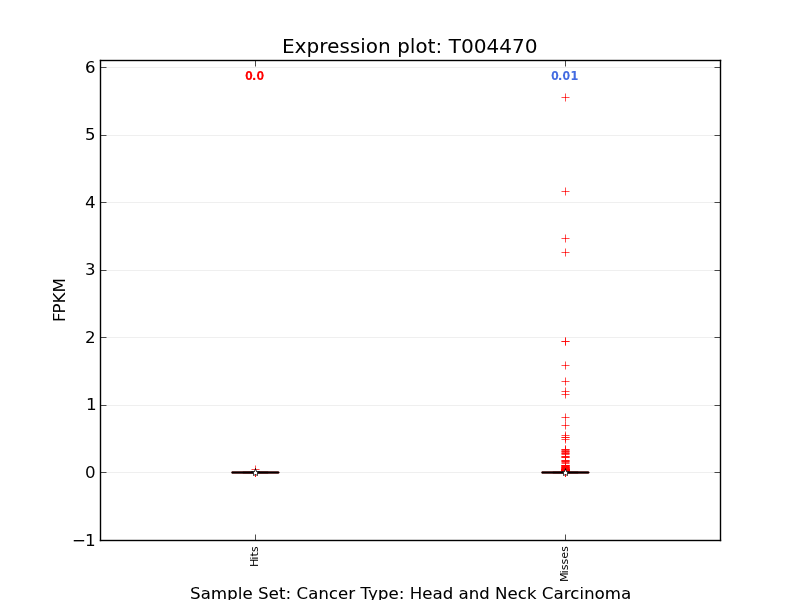 Expression plot: T004470
6
5
4
3
2
1
0
−1
0.0
0.01
FPKM
Hits
Misses
Sample Set: Cancer Type: Head and Neck Carcinoma